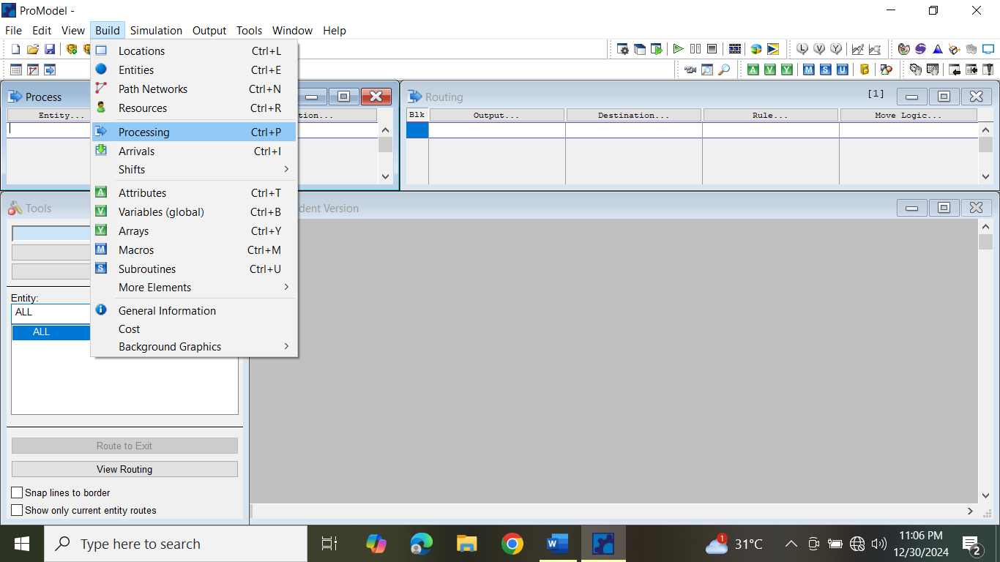 ProModel -
File Edit View Build Simulation Output Tools Window Help
Locations Ctrl+L
Entities Ctrl+E
Path Networks Ctrl+N
Resources Ctrl+R
Processing Ctrl+P
Arrivals Ctrl+I
Shifts
Attributes Ctrl+T
Variables (global) Ctrl+B
Arrays Ctrl+Y
Macros Ctrl+M
Subroutines Ctrl+U
More Elements
General Information
Cost
Background Graphics
Process
Entity... tion...
Routing [1]
Blk Output... Destination... Rule... Move Logic...
Tools
Entity:
ALL
ALL
Route to Exit
View Routing
Snap lines to border
Show only current entity routes
dent Version
Type here to search
1 31°C
11:06 PM
12/30/2024
2